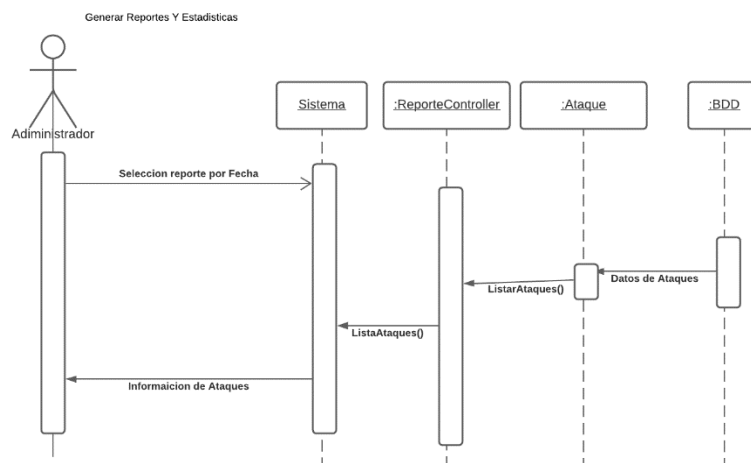 Generar Reportes Y Estadisticas
Adiministrador
Sistema
:ReporteController
:Ataque
:BDD
Seleccion reporte por Fecha
Datos de Ataques
ListarAtaques()
ListaAtaques()
Informaicion de Ataques